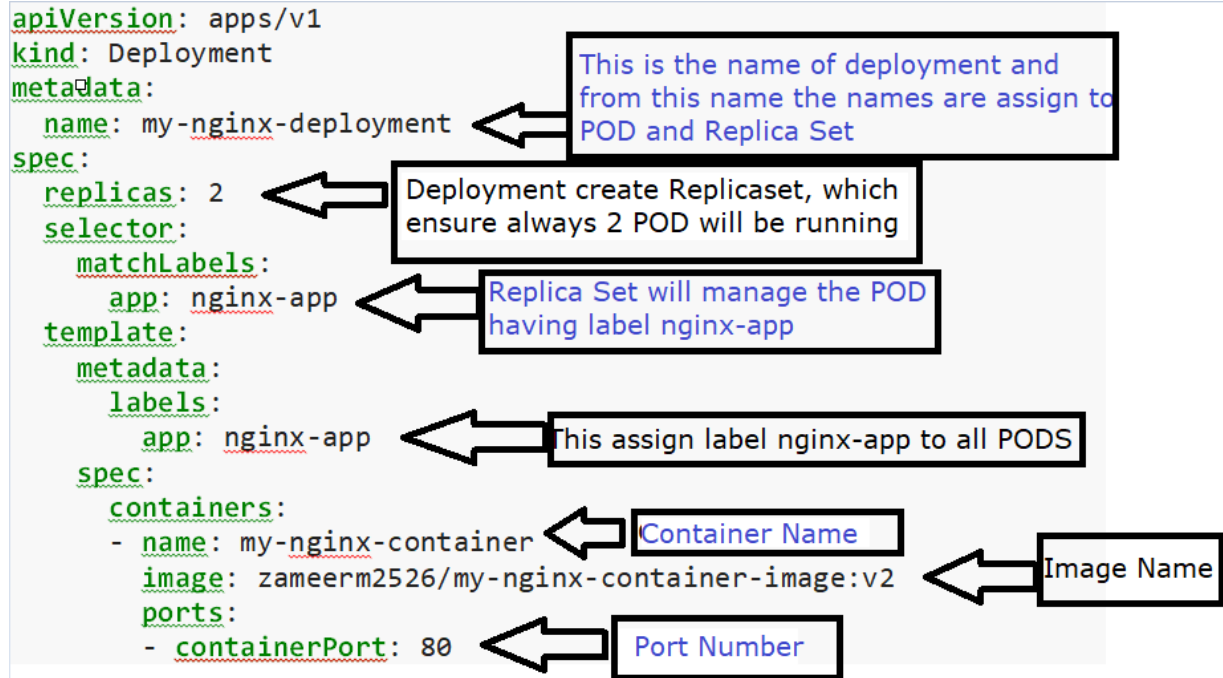 apiVersion: apps/v1
kind: Deployment
metadata:
name: my-nginx-deployment
This is the name of deployment and
from this name the names are assign to
POD and Replica Set
spec:
replicas: 2
Deployment create Replicaset, which
ensure always 2 POD will be running
selector:
matchLabels:
app: nginx-app
Replica Set will manage the POD
having label nginx-app
template:
metadata:
labels:
app: nginx-app
This assign label nginx-app to all PODS
spec:
containers:
- name: my-nginx-container
Container Name
image: zameerm2526/my-nginx-container-image:v2
Image Name
ports:
- containerPort: 80
Port Number